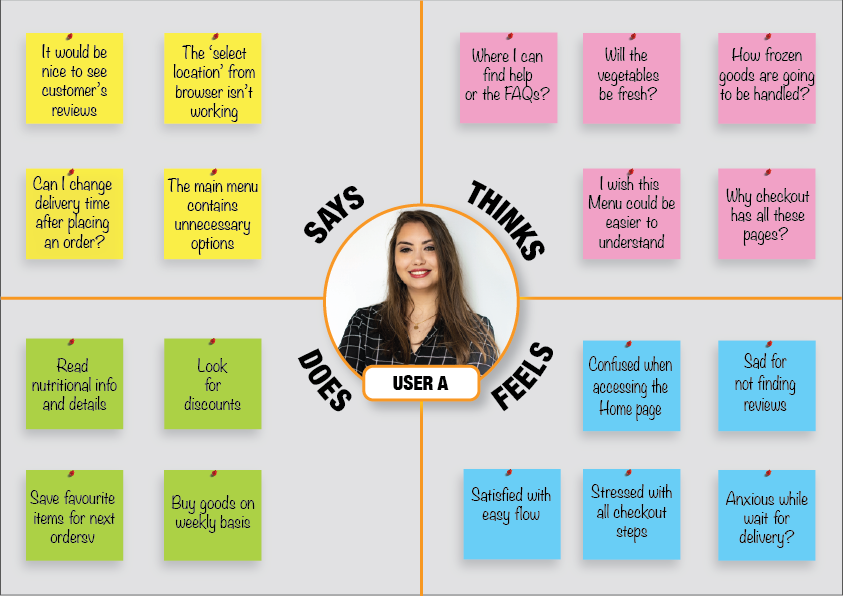 It would be
nice to see
customer's
reviews
The 'select
location' from
browser isn't
working
Can I change
delivery time
after placing
an order?
The main menu
contains
unnecessary
options
SAYS
Where I can
find help
or the FAQs?
Will the
vegetables
be fresh?
How frozen
goods are going
to be handled?
I wish this
Menu could be
easier to
understand
Why checkout
has all these
pages?
THINKS
USER A
DOES
Read
nutritional info
and details
Look
for
discounts
Save favourite
items for next
ordersv
Buy goods on
weekly basis
FEELS
Confused when
accessing the
Home page
Sad for
not finding
reviews
Satisfied with
easy flow
Stressed with
all checkout
steps
Anxious while
wait for
delivery?